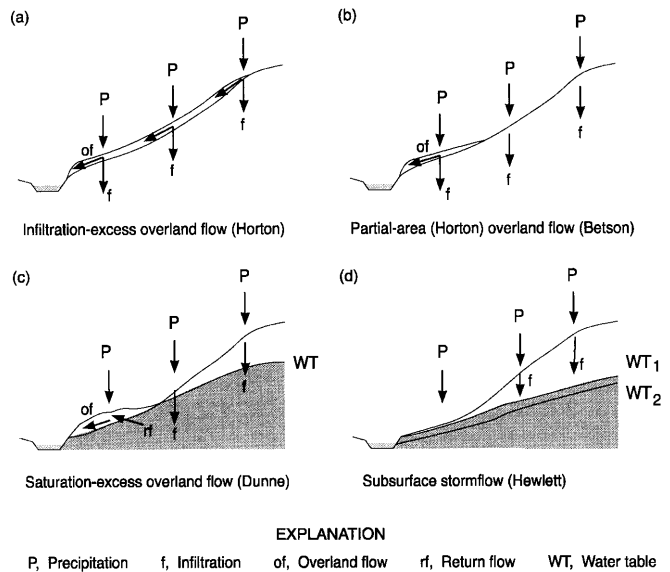 (a)
P
P
P
of
f
f
f
Infiltration-excess overland flow (Horton)
(b)
P
P
P
of
f
f
f
Partial-area (Horton) overland flow (Betson)
(c)
P
P
P
WT
of
rf
f
f
Saturation-excess overland flow (Dunne)
(d)
P
P
P
f
f
WT1
WT2
Subsurface stormflow (Hewlett)
EXPLANATION
P, Precipitation f, Infiltration of, Overland flow rf, Return flow WT, Water table